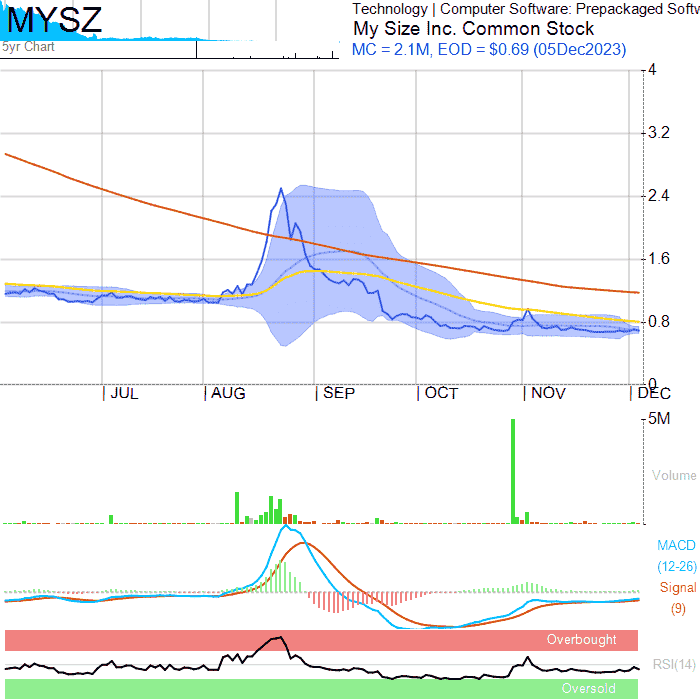 MYSZ
5yr Chart
Technology | Computer Software: Prepackaged Softw
My Size Inc. Common Stock
MC = 2.1M, EOD = $0.69 (05Dec2023)
4
3.2
2.4
1.6
0.8
0
JUL AUG SEP OCT NOV DEC
5M
Volume
MACD
(12-26)
Signal
(9)
Overbought
RSI(14)
Oversold